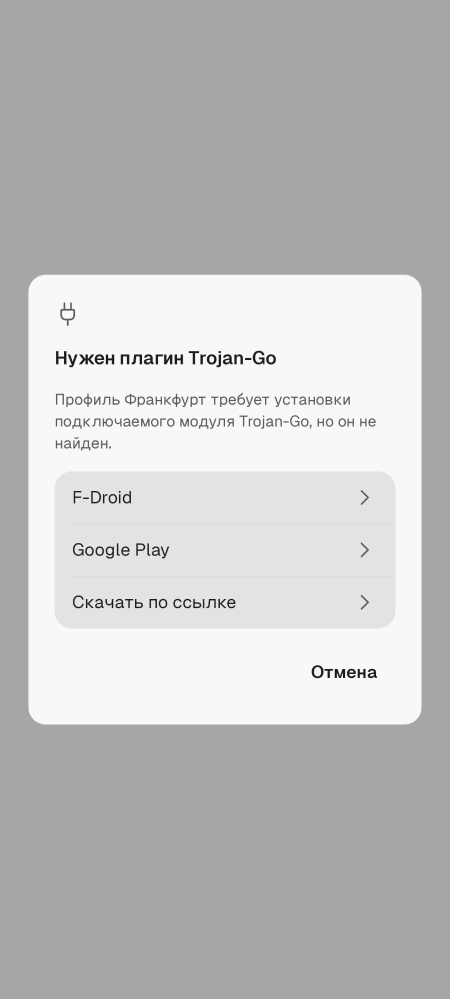 Нужен плагин Trojan-Go
Профиль Франкфурт требует установки
подключаемого модуля Trojan-Go, но он не
найден.
F-Droid
Google Play
Скачать по ссылке
Отмена